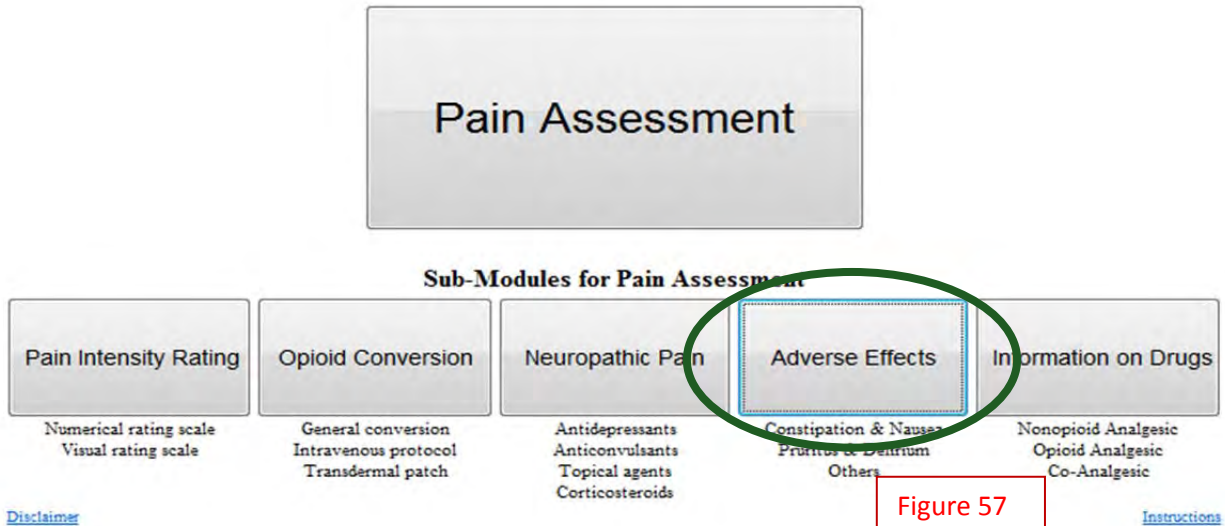 Pain Assessment
Sub-Modules for Pain Assessment
Pain Intensity Rating
Numerical rating scale
Visual rating scale
Opioid Conversion
General conversion
Intravenous protocol
Transdermal patch
Neuropathic Pain
Antidepressants
Anticonvulsants
Topical agents
Corticosteroids
Adverse Effects
Constipation & Nausea
Pruritus & Delirium
Others
Information on Drugs
Nonopioid Analgesic
Opioid Analgesic
Co-Analgesic
Figure 57
Disclaimer
Instructions